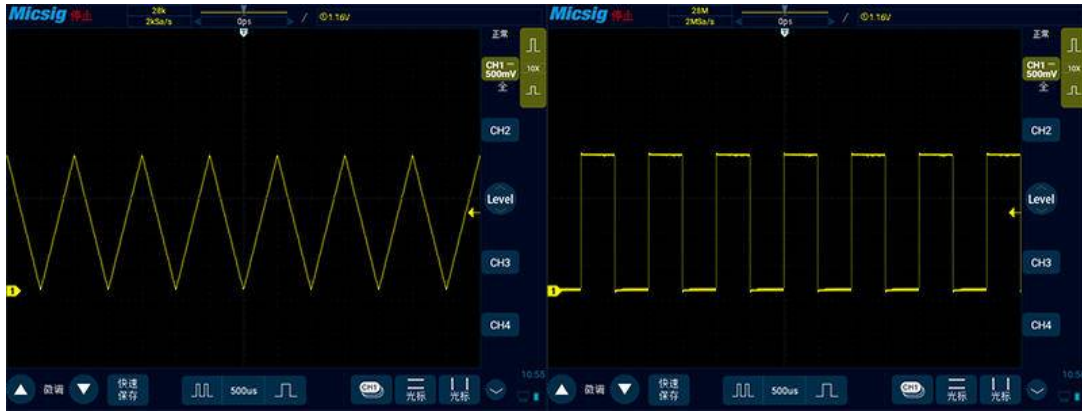 Micsig 停止
28k
2kSa/s
0ps
1.16V
正常
CH1
500mV
全
10X
CH2
Level
CH3
CH4
1
T
微调
快速
保存
500us
CH1
光标
光标
10:55
Micsig 停止
28M
2MSa/s
0ps
1.16V
正常
CH1
500mV
全
10X
CH2
Level
CH3
CH4
1
T
微调
快速
保存
500us
CH1
光标
光标